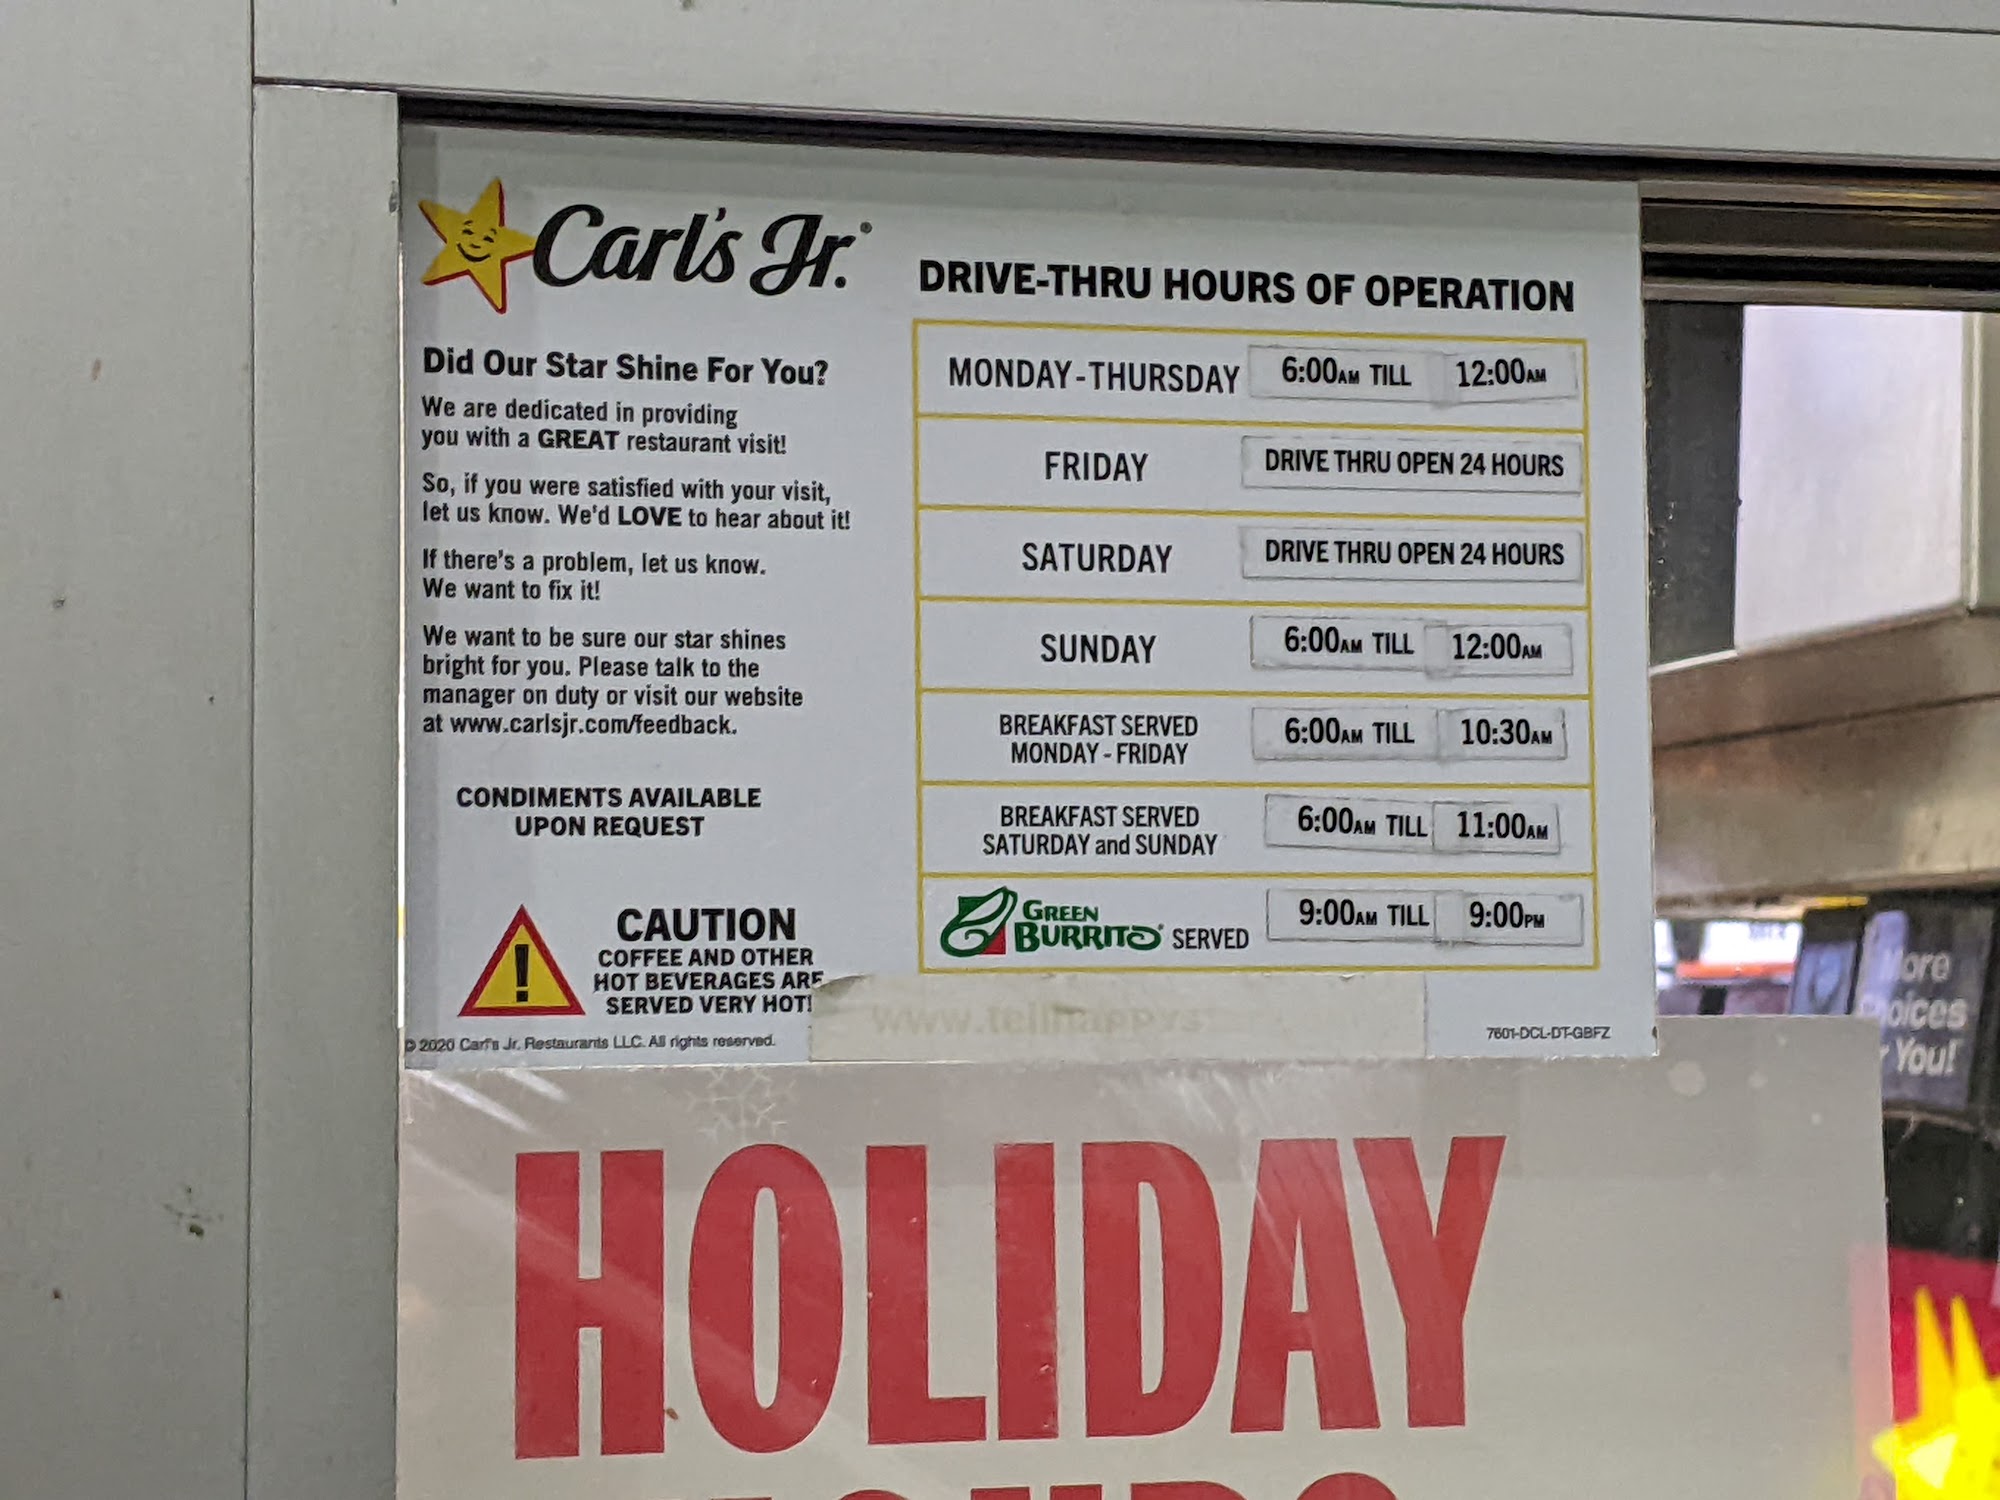 Carl's Jr.®
Did Our Star Shine For You?
We are dedicated in providing
you with a GREAT restaurant visit!
So, if you were satisfied with your visit,
let us know. We'd LOVE to hear about it!
If there's a problem, let us know.
We want to fix it!
We want to be sure our star shines
bright for you. Please talk to the
manager on duty or visit our website
at www.carlsjr.com/feedback.
CONDIMENTS AVAILABLE
UPON REQUEST
CAUTION
COFFEE AND OTHER
HOT BEVERAGES ARE
SERVED VERY HOT!
© 2020 Carl's Jr. Restaurants LLC. All rights reserved.
DRIVE-THRU HOURS OF OPERATION
MONDAY-THURSDAY 6:00AM TILL 12:00AM
FRIDAY DRIVE THRU OPEN 24 HOURS
SATURDAY DRIVE THRU OPEN 24 HOURS
SUNDAY 6:00AM TILL 12:00AM
BREAKFAST SERVED
MONDAY-FRIDAY 6:00AM TILL 10:30AM
BREAKFAST SERVED
SATURDAY and SUNDAY 6:00AM TILL 11:00AM
GREEN
BURRITO® SERVED 9:00AM TILL 9:00PM
7601-DCL-DT-GBFZ
HOLIDAY
You!